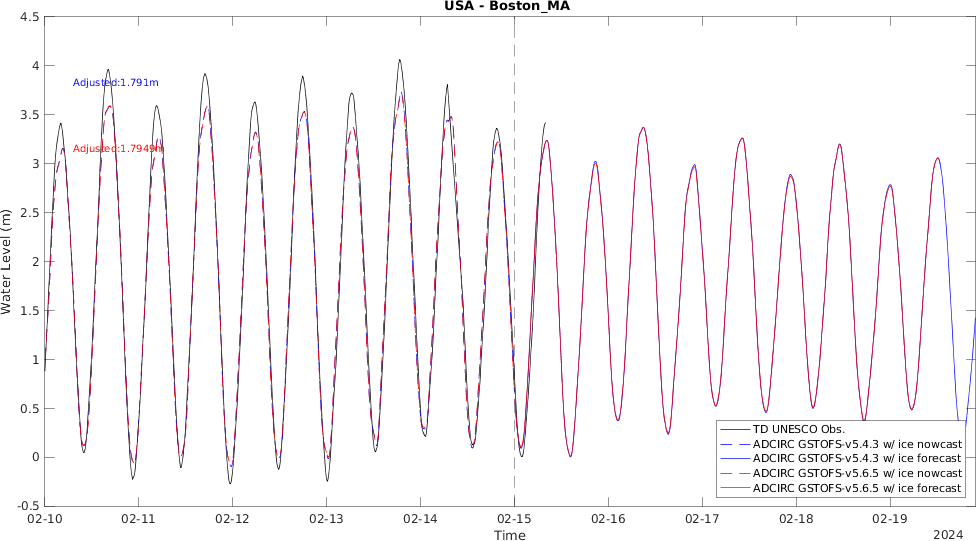 USA - Boston_MA
4.5
4
3.5
3
2.5
2
1.5
1
0.5
0
-0.5
Water Level (m)
Adjusted:1.791m
Adjusted:1.7949m
TD UNESCO Obs.
ADCIRC GSTOFS-v5.4.3 w/ ice nowcast
ADCIRC GSTOFS-v5.4.3 w/ ice forecast
ADCIRC GSTOFS-v5.6.5 w/ ice nowcast
ADCIRC GSTOFS-v5.6.5 w/ ice forecast
02-10 02-11 02-12 02-13 02-14 02-15 02-16 02-17 02-18 02-19
Time
2024